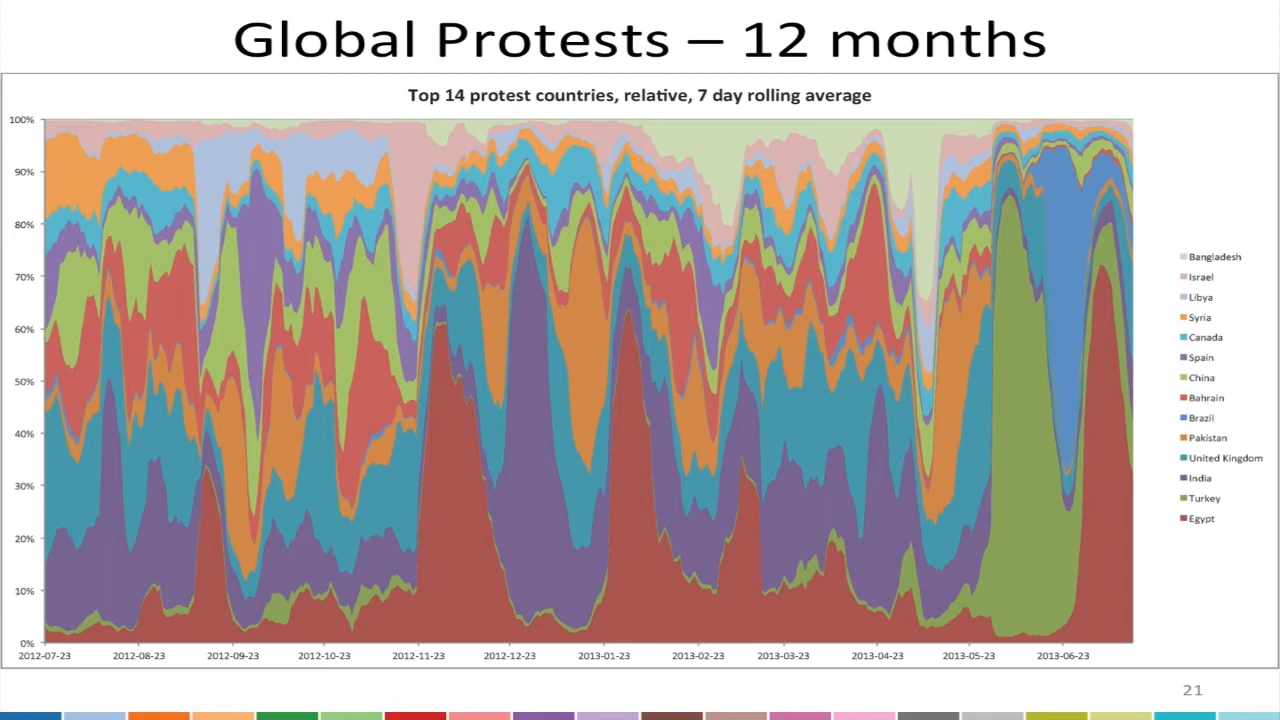 Global Protests – 12 months
Top 14 protest countries, relative, 7 day rolling average
100%
90%
80%
70%
60%
50%
40%
30%
20%
10%
0%
2012-07-23 2012-08-23 2012-09-23 2012-10-23 2012-11-23 2012-12-23 2013-01-23 2013-02-23 2013-03-23 2013-04-23 2013-05-23 2013-06-23
Bangladesh
Israel
Libya
Syria
Canada
Spain
China
Bahrain
Brazil
Pakistan
United Kingdom
India
Turkey
Egypt
21